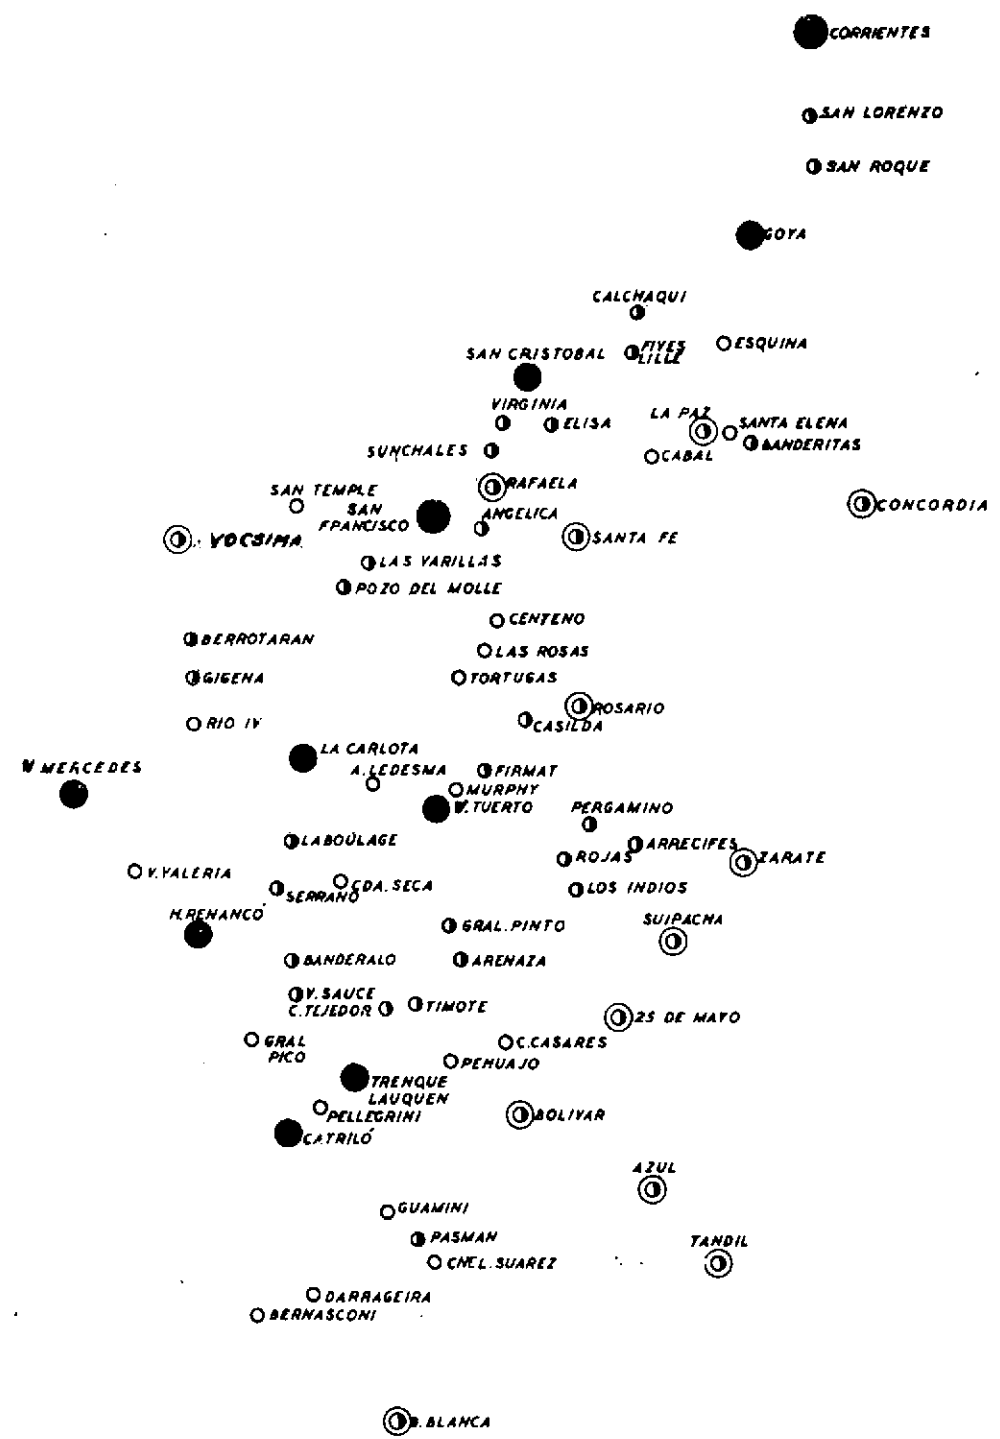 CORRIENTES
SAN LORENZO
SAN ROQUE
GOYA
CALCHAQUI
FIVES
LILLE
ESQUINA
SAN CRISTOBAL
VIRGINIA
ELISA
LA PAZ
SANTA ELENA
BANDERITAS
SUNCHALES
CABAL
RAFAELA
SAN TEMPLE
SAN
FRANCISCO
ANGELICA
CONCORDIA
SANTA FE
LAS VARILLAS
POZO DEL MOLLE
CENTENO
BERROTARAN
LAS ROSAS
GIGENA
TORTUGAS
ROSARIO
RIO IV
CASILDA
LA CARLOTA
V. MERCEDES
A. LEDESMA
FIRMAT
MURPHY
V. TUERTO
PERGAMINO
LABOULAGE
ARRECIFES
ROJAS
ZARATE
V. VALERIA
CDA. SECA
SERRANO
LOS INDIOS
H. RENANCO
GRAL. PINTO
SUIPACHA
BANDERALO
ARENAZA
V. SAUCE
C. TEJEDOR
TIMOTE
25 DE MAYO
GRAL
PICO
C. CASARES
PEHUAJO
TRENQUE
LAUQUEN
PELLEGRINI
BOLIVAR
CATRILÓ
AZUL
GUAMINI
PASMAN
TANDIL
CNEL. SUAREZ
DARRAGEIRA
BERNASCONI
B. BLANCA